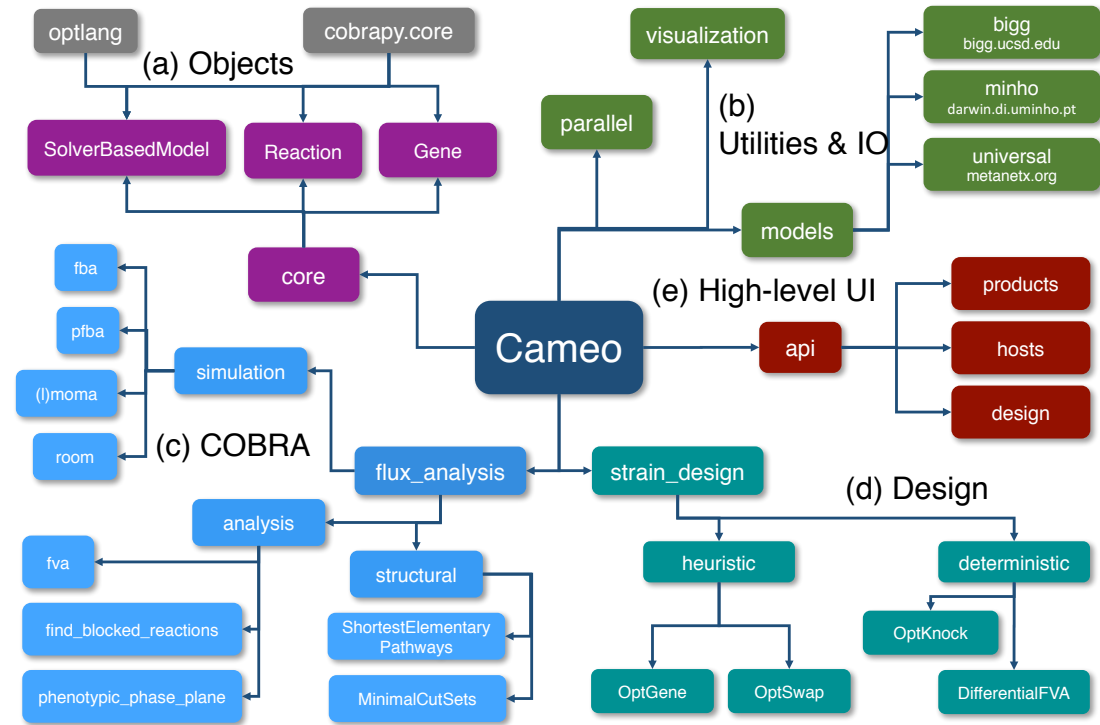 optlang
cobrapy.core
(a) Objects
SolverBasedModel
Reaction
Gene
core
visualization
parallel
(b)
Utilities & IO
models
bigg
bigg.ucsd.edu
minho
darwin.di.uminho.pt
universal
metanetx.org
(e) High-level UI
Cameo
api
products
hosts
design
fba
pfba
(l)moma
room
simulation
(c) COBRA
flux_analysis
strain_design
(d) Design
analysis
fva
find_blocked_reactions
phenotypic_phase_plane
structural
ShortestElementary
Pathways
MinimalCutSets
heuristic
OptGene
OptSwap
deterministic
OptKnock
DifferentialFVA